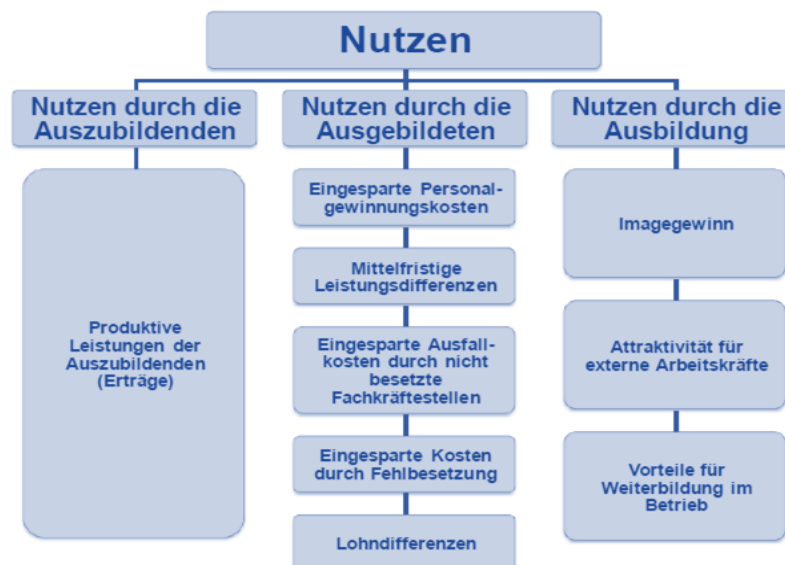 Nutzen
Nutzen durch die
Auszubildenden
Produktive
Leistungen der
Auszubildenden
(Erträge)
Nutzen durch die
Ausgebildeten
Eingesparte Personal-
gewinnungskosten
Mittelfristige
Leistungsdifferenzen
Eingesparte Ausfall-
kosten durch nicht
besetzte
Fachkräftestellen
Eingesparte Kosten
durch Fehlbesetzung
Lohndifferenzen
Nutzen durch die
Ausbildung
Imagegewinn
Attraktivität für
externe Arbeitskräfte
Vorteile für
Weiterbildung im
Betrieb